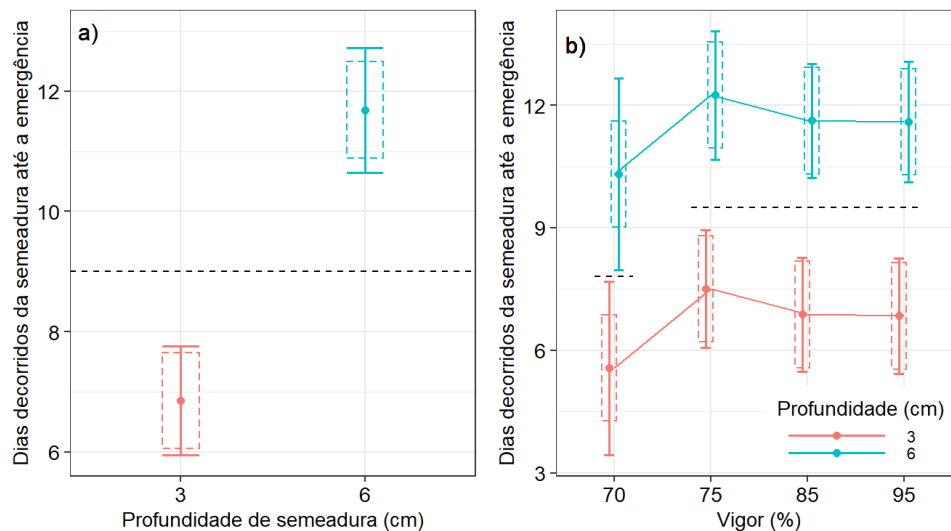 a)
Dias decorridos da semeadura até a emergência
12
10
8
6
3
6
Profundidade de semeadura (cm)
b)
Dias decorridos da semeadura até a emergência
12
9
6
3
70
75
85
95
Vigor (%)
Profundidade (cm)
3
6